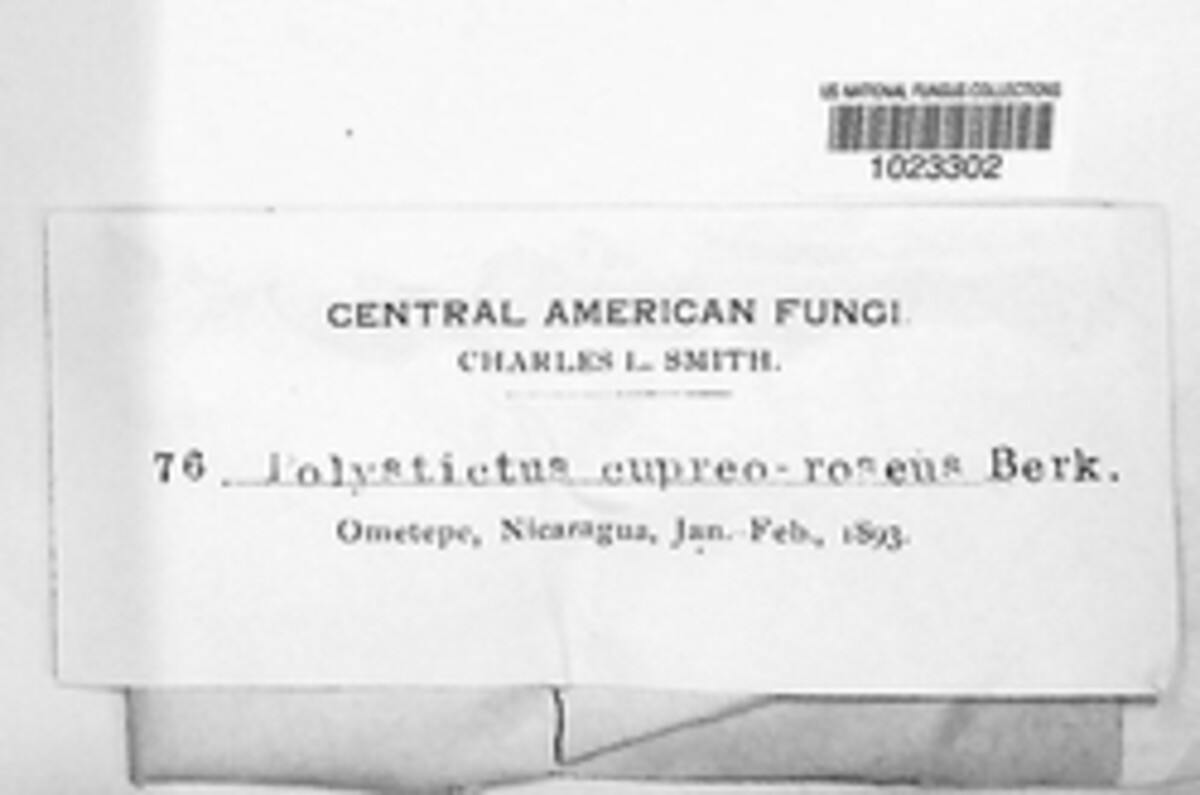 US NATIONAL FUNGUS COLLECTIONS
1023302
CENTRAL AMERICAN FUNGI.
CHARLES L. SMITH.
76 Polystictus cupreo-roseus Berk.
Ometepe, Nicaragua, Jan.-Feb., 1893.